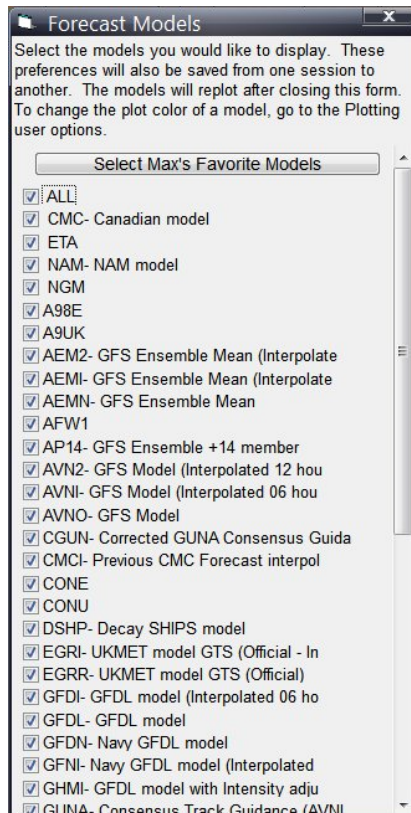 Forecast Models
Select the models you would like to display. These
preferences will also be saved from one session to
another. The models will replot after closing this form.
To change the plot color of a model, go to the Plotting
user options.
Select Max's Favorite Models
ALL
CMC- Canadian model
ETA
NAM- NAM model
NGM
A98E
A9UK
AEM2- GFS Ensemble Mean (Interpolate
AEMI- GFS Ensemble Mean (Interpolate
AEMN- GFS Ensemble Mean
AFW1
AP14- GFS Ensemble +14 member
AVN2- GFS Model (Interpolated 12 hou
AVNI- GFS Model (Interpolated 06 hou
AVNO- GFS Model
CGUN- Corrected GUNA Consensus Guida
CMCI- Previous CMC Forecast interpol
CONE
CONU
DSHP- Decay SHIPS model
EGRI- UKMET model GTS (Official - In
EGRR- UKMET model GTS (Official)
GFDI- GFDL model (Interpolated 06 ho
GFDL- GFDL model
GFDN- Navy GFDL model
GFNI- Navy GFDL model (Interpolated
GHMI- GFDL model with Intensity adju
GUNA- Consensus Track Guidance (AVNI